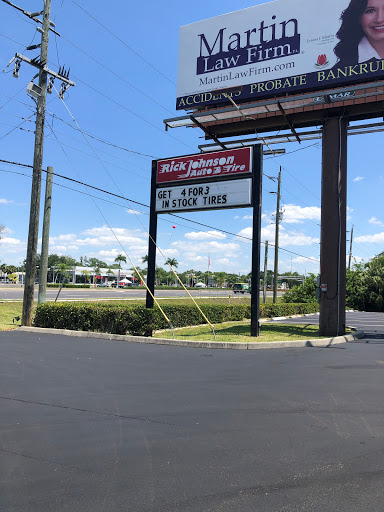 Martin
Law Firm P.L.
MartinLawFirm.com
ACCIDENTS PROBATE BANKRU
Rick Johnson
Auto & Tire
GET 4 FOR 3
IN STOCK TIRES